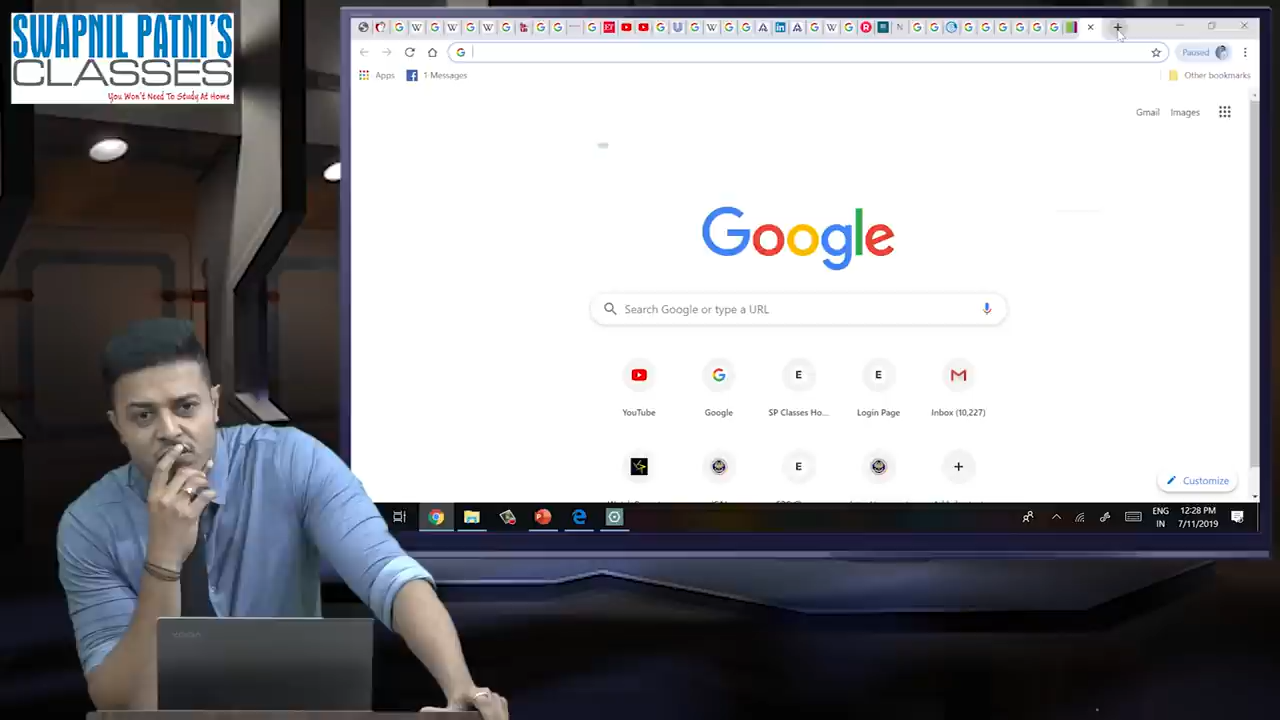 SWAPNIL PATNI'S
CLASSES
You Won't Need To Study At Home
Paused
Apps
1 Messages
Other bookmarks
Gmail
Images
Google
Search Google or type a URL
YouTube
Google
SP Classes Ho...
Login Page
Inbox (10,227)
Customize
ENG
IN
12:28 PM
7/11/2019
YOGA